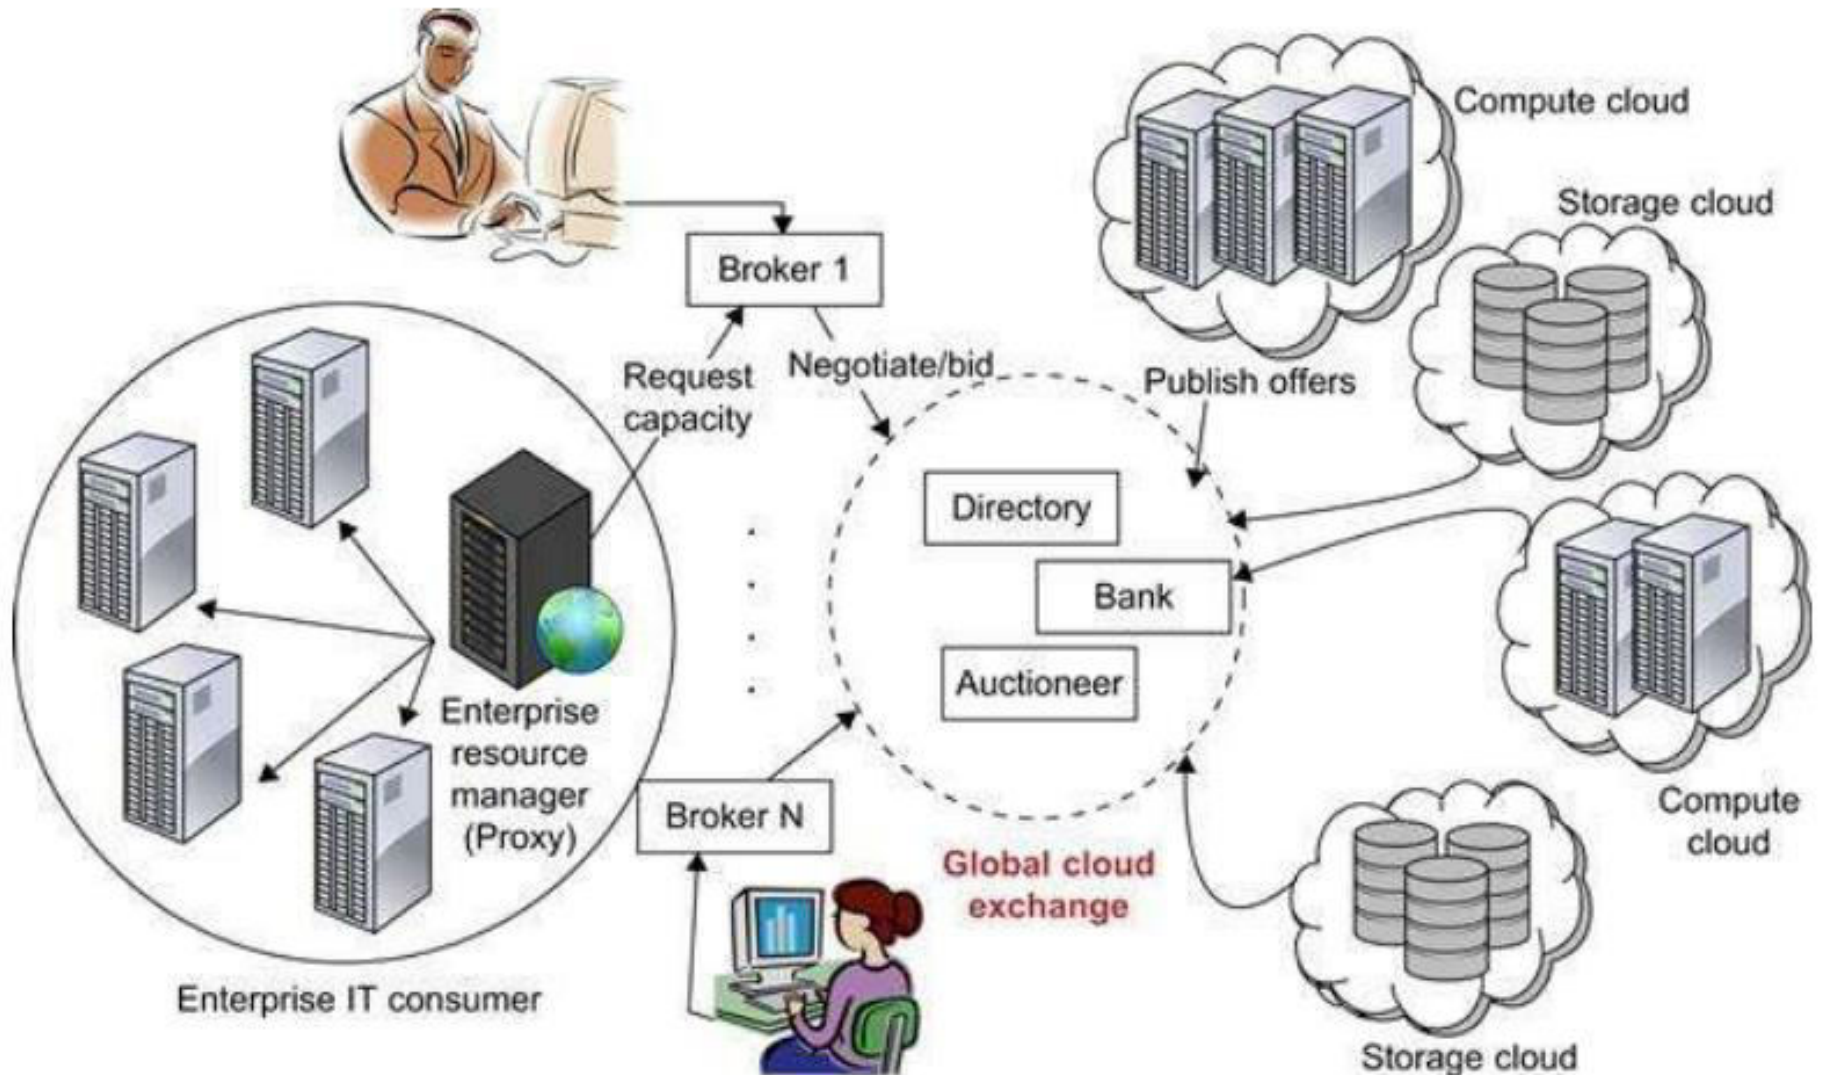 Compute cloud
Storage cloud
Broker 1
Request
capacity
Negotiate/bid
Publish offers
Directory
Bank
Auctioneer
Enterprise
resource
manager
(Proxy)
Broker N
Global cloud
exchange
Compute
cloud
Enterprise IT consumer
Storage cloud